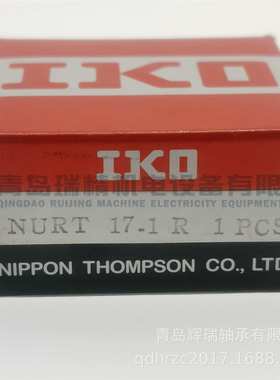 IKO
IKO
青岛瑞精机电设备有限
QINGDAO RUIJING MACHINE ELECTRICITY EQUIPMENT
NURT 17-1 R 1 PCS
NIPPON THOMPSON CO., LTD
青岛辉瑞轴承有限
qdhrzc2017.1688.